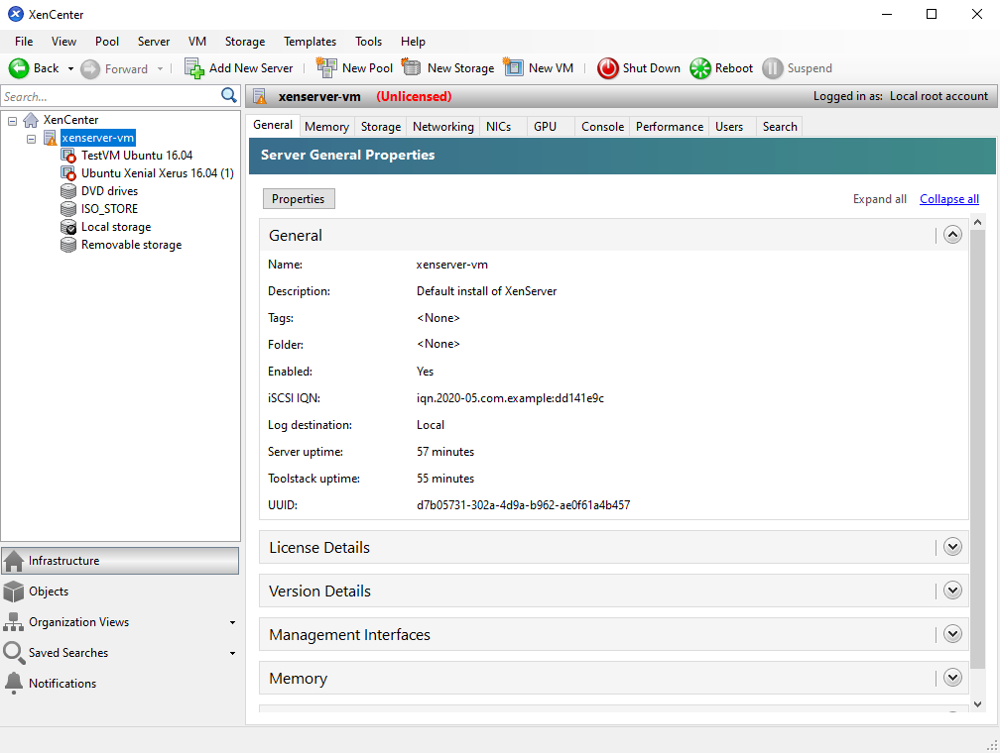 XenCenter
File View Pool Server VM Storage Templates Tools Help
Back Forward Add New Server New Pool New Storage New VM Shut Down Reboot Suspend
Search...
xenserver-vm (Unlicensed) Logged in as: Local root account
XenCenter
xenserver-vm
TestVM Ubuntu 16.04
Ubuntu Xenial Xerus 16.04 (1)
DVD drives
ISO_STORE
Local storage
Removable storage
Infrastructure
Objects
Organization Views
Saved Searches
Notifications
General Memory Storage Networking NICs GPU Console Performance Users Search
Server General Properties
Properties Expand all Collapse all
General
Name: xenserver-vm
Description: Default install of XenServer
Tags: <None>
Folder: <None>
Enabled: Yes
iSCSI IQN: iqn.2020-05.com.example:dd141e9c
Log destination: Local
Server uptime: 57 minutes
Toolstack uptime: 55 minutes
UUID: d7b05731-302a-4d9a-b962-ae0f61a4b457
License Details
Version Details
Management Interfaces
Memory